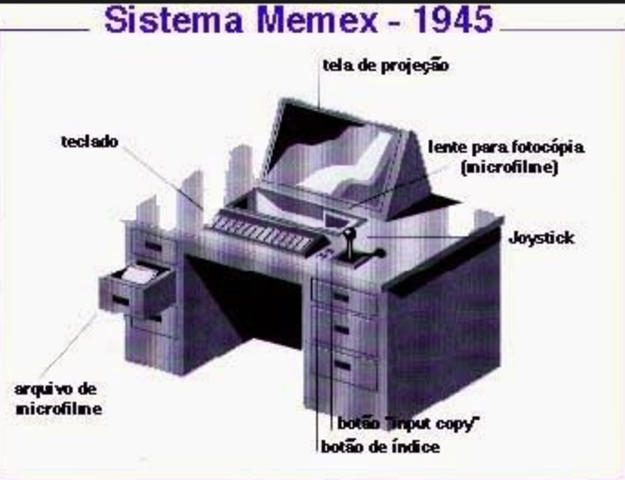 Sistema Memex - 1945
tela de projeção
teclado
lente para fotocópia
(microfilme)
Joystick
arquivo de
microfilme
botão "input copy"
botão de índice